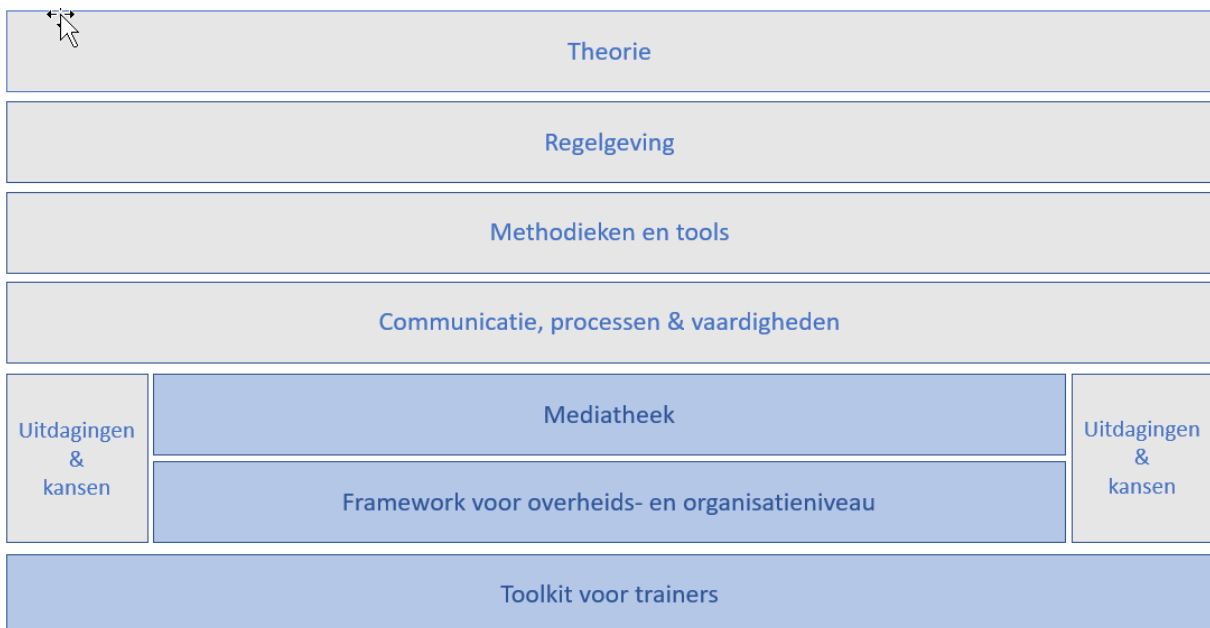 Theorie
Regelgeving
Methodieken en tools
Communicatie, processen & vaardigheden
Uitdagingen
&
kansen
Mediatheek
Framework voor overheids- en organisatieniveau
Uitdagingen
&
kansen
Toolkit voor trainers